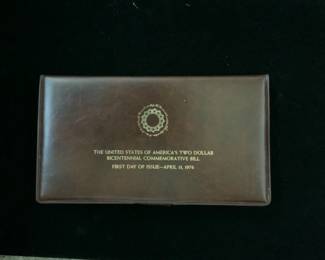 THE UNITED STATES OF AMERICA'S TWO DOLLAR
BICENTENNIAL COMMEMORATIVE BILL
FIRST DAY OF ISSUE—APRIL 13, 1976